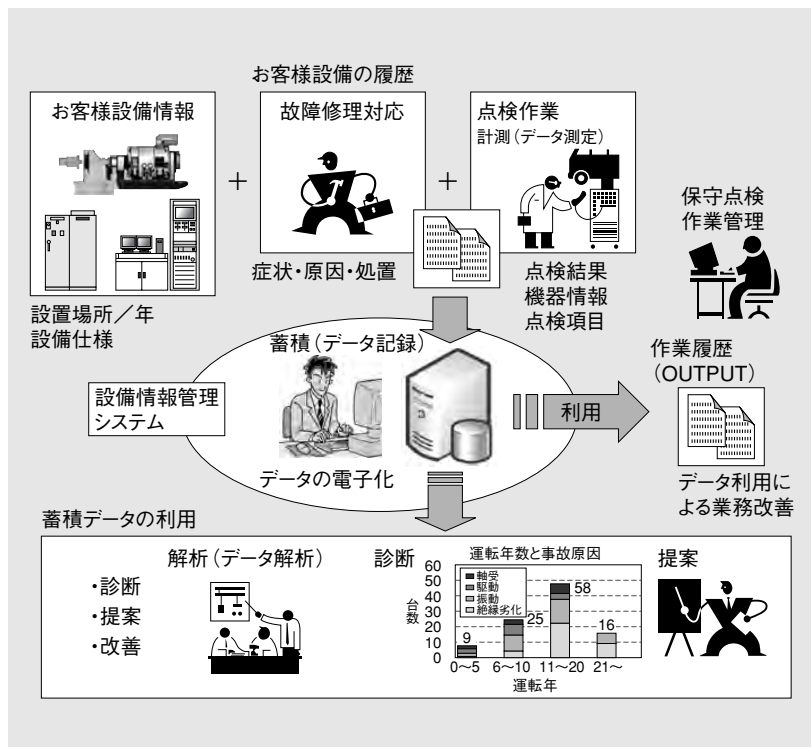 お客様設備の履歴
お客様設備情報
故障修理対応
点検作業
計測（データ測定）
+
+
設置場所／年
設備仕様
症状・原因・処置
点検結果
機器情報
点検項目
保守点検
作業管理
蓄積（データ記録）
設備情報管理
システム
データの電子化
利用
作業履歴
（OUTPUT）
データ利用に
よる業務改善
蓄積データの利用
解析（データ解析）
・診断
・提案
・改善
診断
運転年数と事故原因
台数
60
50
40
30
20
10
0
軸受
駆動
振動
絶縁劣化
9
25
58
16
0〜5 6〜10 11〜20 21〜
運転年
提案